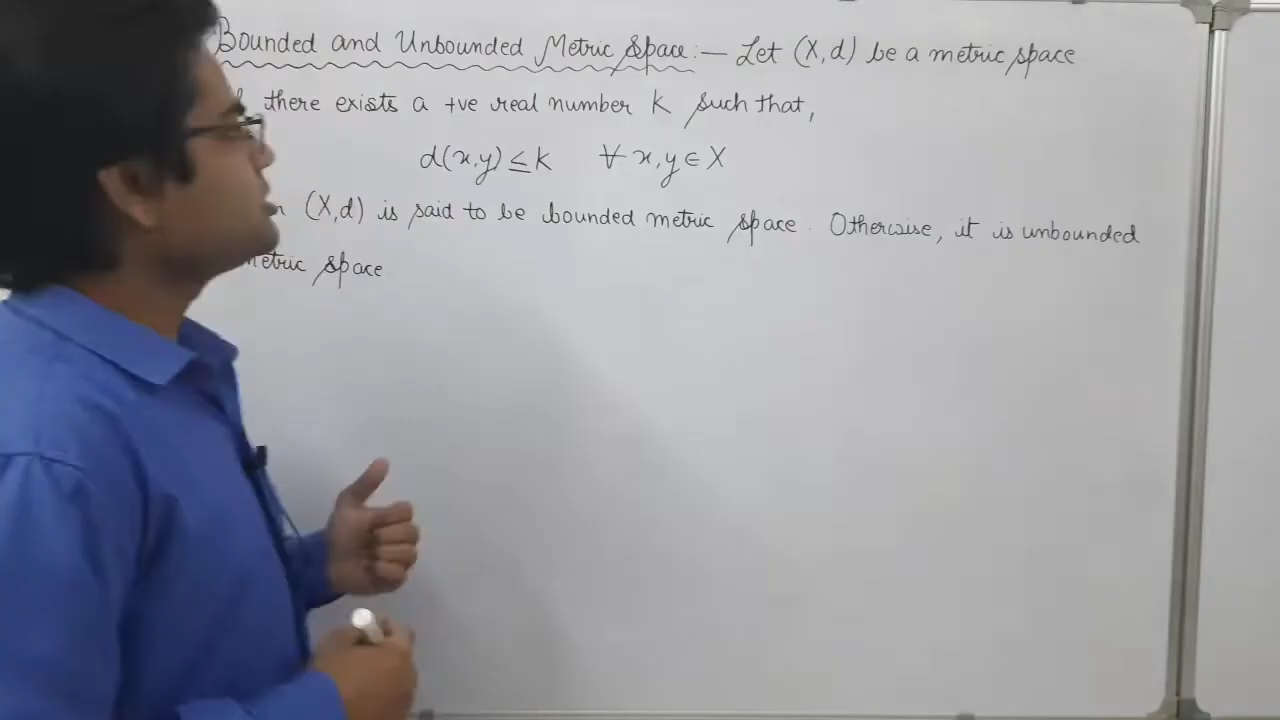 Bounded and Unbounded Metric Space:— Let (X,d) be a metric space
there exists a +ve real number k such that,
d(x,y) ≤ k ∀ x,y ∈ X
(X,d) is said to be bounded metric space. Otherwise, it is unbounded
metric space